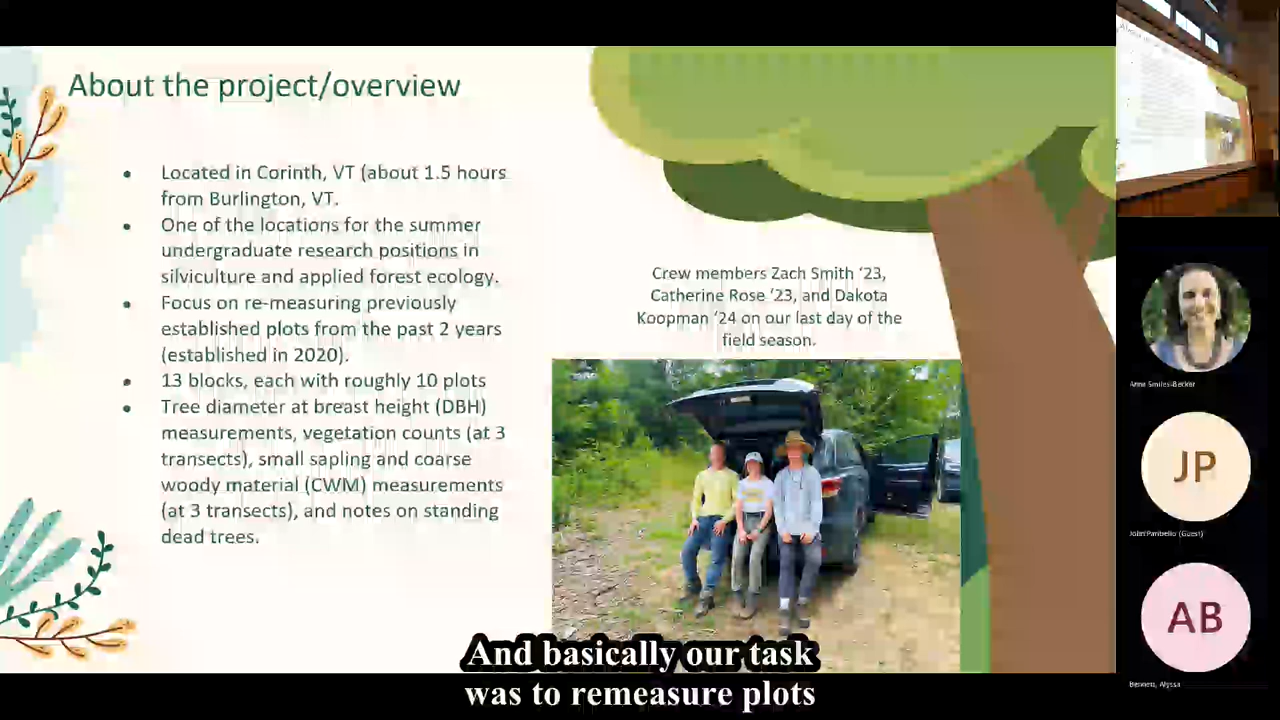 About the project/overview
Located in Corinth, VT (about 1.5 hours
from Burlington, VT.
One of the locations for the summer
undergraduate research positions in
silviculture and applied forest ecology.
Focus on re-measuring previously
established plots from the past 2 years
(established in 2020).
13 blocks, each with roughly 10 plots
Tree diameter at breast height (DBH)
measurements, vegetation counts (at 3
transects), small sapling and coarse
woody material (CWM) measurements
(at 3 transects), and notes on standing
dead trees.
Crew members Zach Smith ‘23,
Catherine Rose ‘23, and Dakota
Koopman ‘24 on our last day of the
field season.
And basically our task
was to remeasure plots
JP
(Guest)
AB
Alyssa